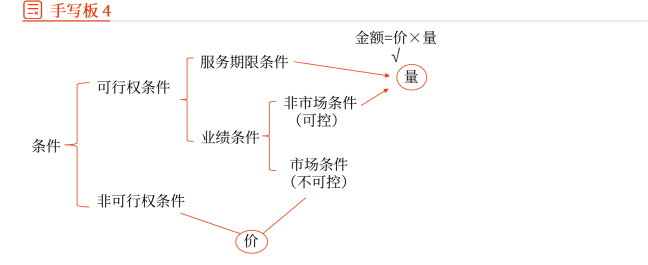 手写板 4
金额=价×量
√
服务期限条件
量
可行权条件
非市场条件
（可控）
业绩条件
条件
市场条件
（不可控）
非可行权条件
价